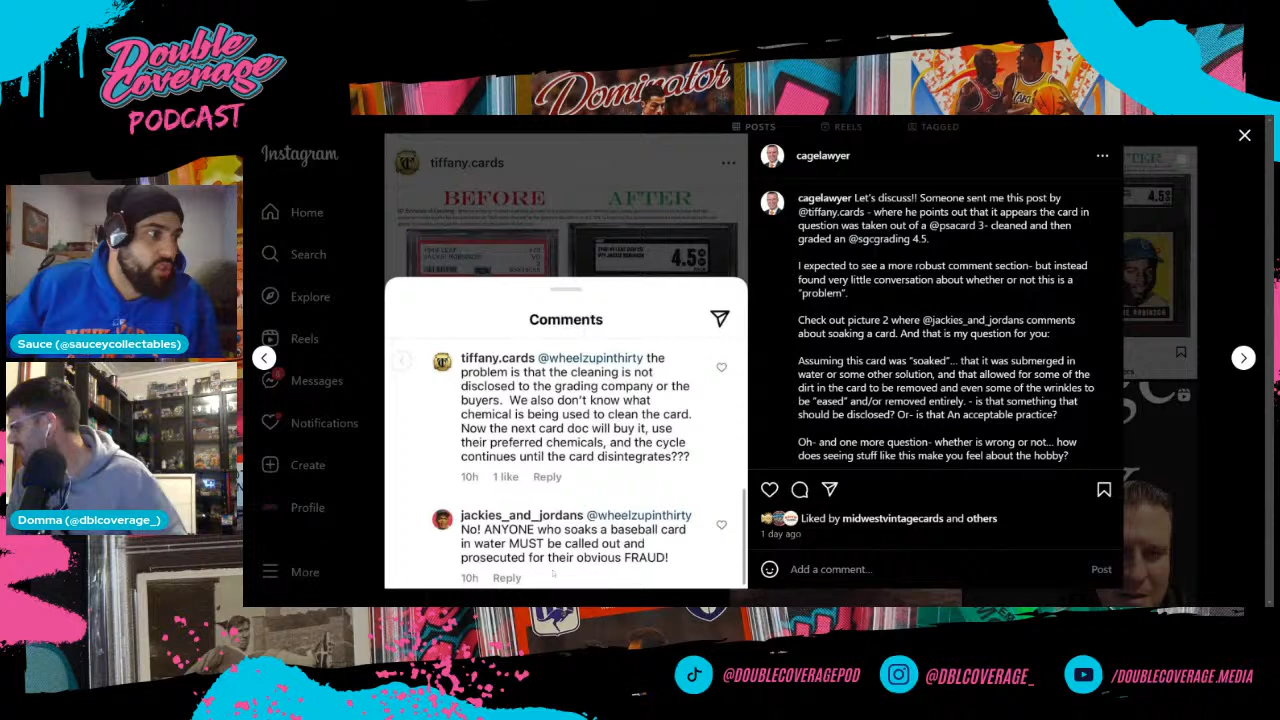 Double
Coverage
PODCAST
Dominator
Instagram
Home
Search
Explore
Reels
Messages
6
Notifications
Create
Profile
More
POSTS
REELS
TAGGED
tiffany.cards
BEFORE
AFTER
4.5
Comments
tiffany.cards @wheelzupinthirty the
problem is that the cleaning is not
disclosed to the grading company or the
buyers. We also don't know what
chemical is being used to clean the card.
Now the next card doc will buy it, use
their preferred chemicals, and the cycle
continues until the card disintegrates???
10h 1 like Reply
jackies_and_jordans @wheelzupinthirty
No! ANYONE who soaks a baseball card
in water MUST be called out and
prosecuted for their obvious FRAUD!
10h Reply
cagelawyer
cagelawyer Let's discuss!! Someone sent me this post by
@tiffany.cards - where he points out that it appears the card in
question was taken out of a @psacard 3- cleaned and then
graded an @sgcgrading 4.5.
I expected to see a more robust comment section- but instead
found very little conversation about whether or not this is a
"problem".
Check out picture 2 where @jackies_and_jordans comments
about soaking a card. And that is my question for you:
Assuming this card was "soaked"... that it was submerged in
water or some other solution, and that allowed for some of the
dirt in the card to be removed and even some of the wrinkles to
be "eased" and/or removed entirely. - is that something that
should be disclosed? Or- is that An acceptable practice?
Oh- and one more question- whether is wrong or not... how
does seeing stuff like this make you feel about the hobby?
Liked by midwestvintagecards and others
1 day ago
Add a comment...
Post
Sauce (@sauceycollectables)
Domma (@dblcoverage_)
@DOUBLECOVERAGEPOD
@DBLCOVERAGE_
/DOUBLECOVERAGE.MEDIA